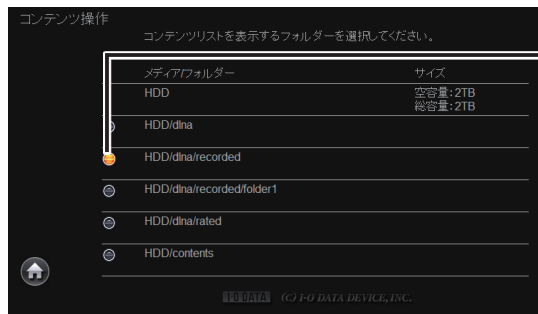 コンテンツ操作
コンテンツリストを表示するフォルダーを選択してください。
メディア/フォルダー サイズ
HDD 空容量:2TB
総容量:2TB
HDD/dlna
HDD/dlna/recorded
HDD/dlna/recorded/folder1
HDD/dlna/rated
HDD/contents
I-O DATA (C) I-O DATA DEVICE, INC.